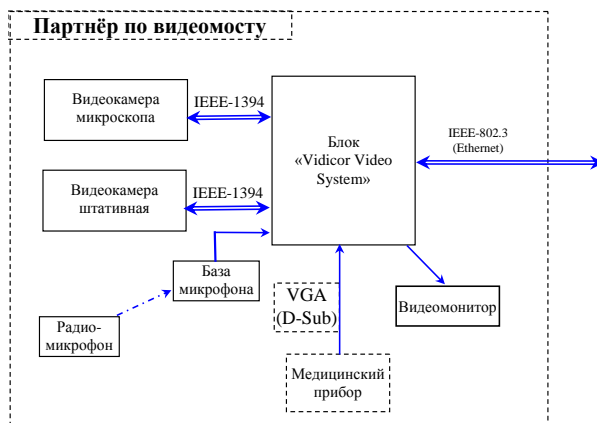 Партнёр по видеомосту
Видеокамера
микроскопа
IEEE-1394
Блок
«Vidicor Video
System»
IEEE-802.3
(Ethernet)
Видеокамера
штативная
IEEE-1394
База
микрофона
Радио-
микрофон
VGA
(D-Sub)
Видеомонитор
Медицинский
прибор